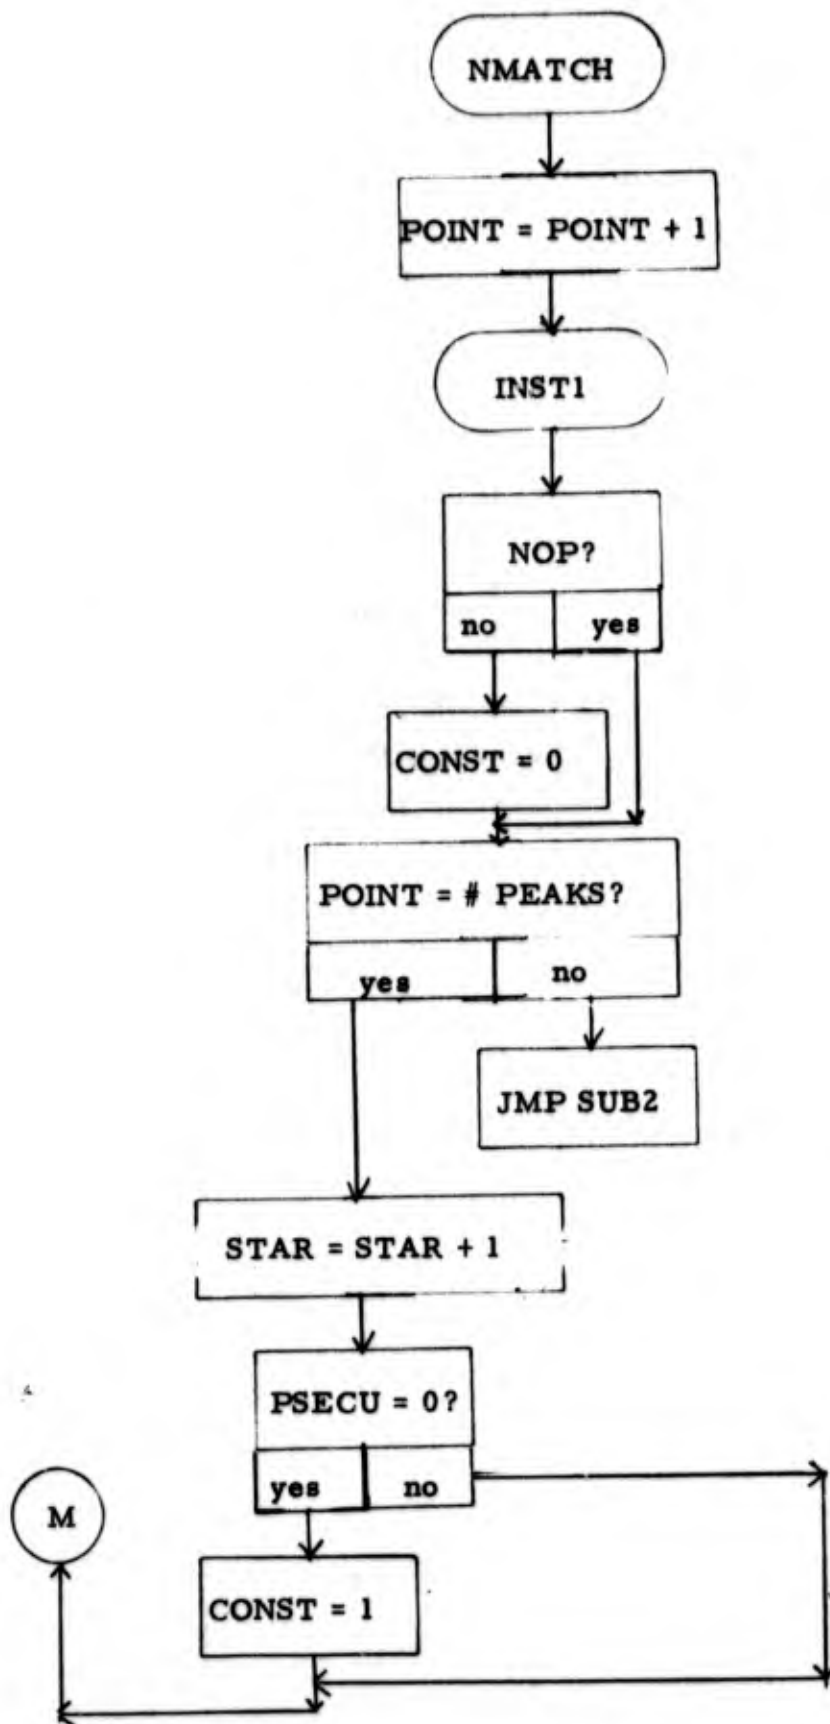 NMATCH
POINT = POINT + 1
INST1
NOP?
no yes
CONST = 0
POINT = # PEAKS?
yes no
JMP SUB2
STAR = STAR + 1
PSECU = 0?
yes no
M
CONST = 1